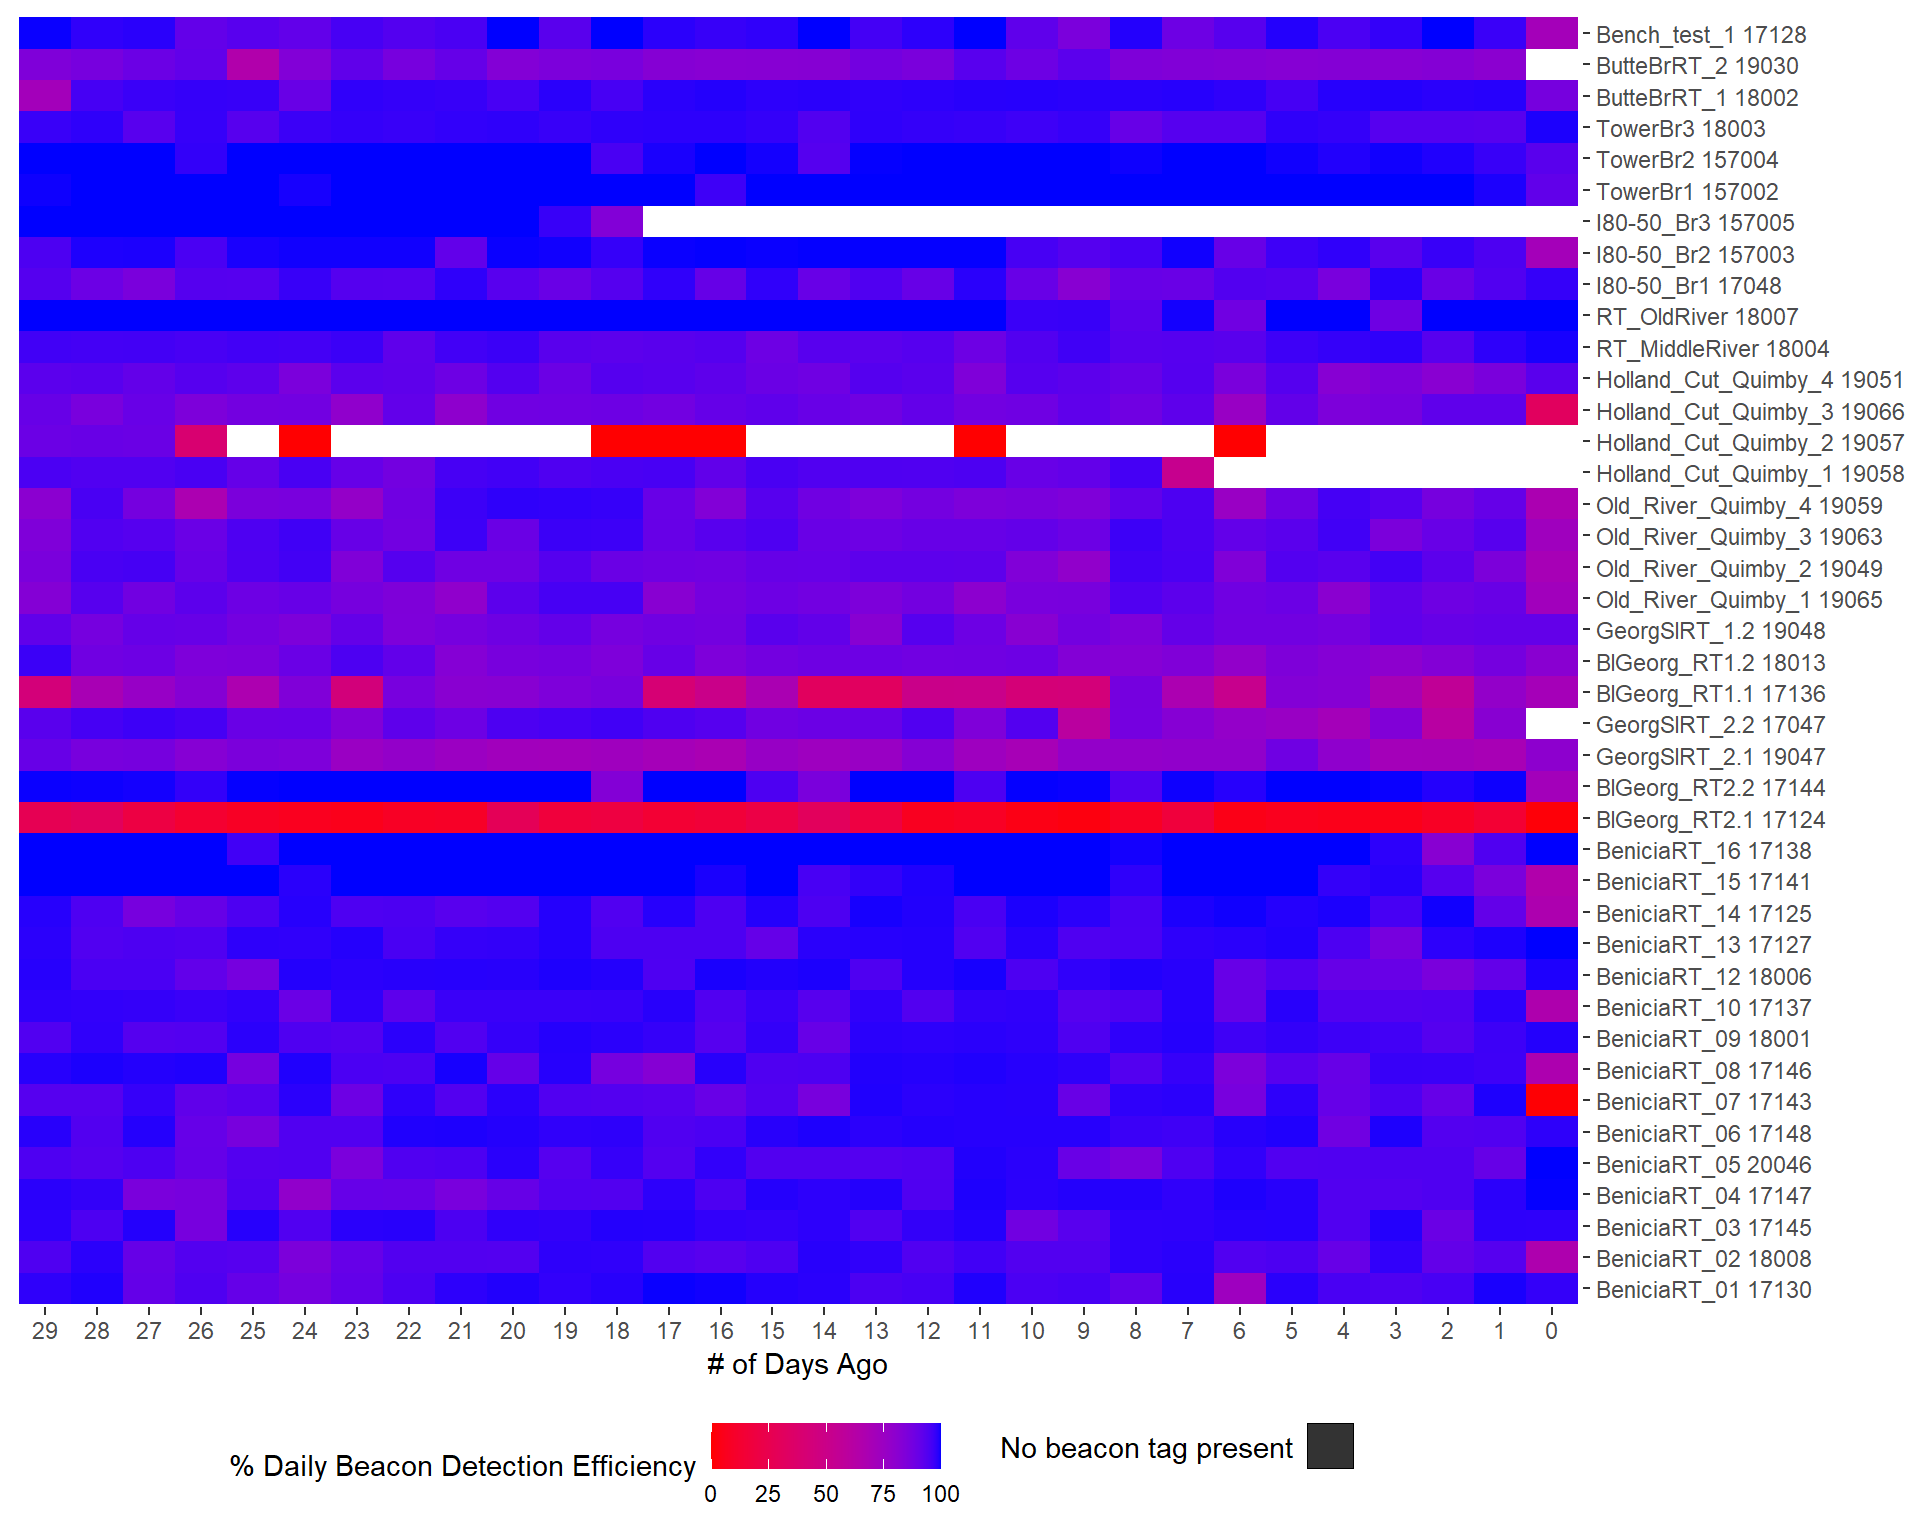 Bench_test_1 17128
ButteBrRT_2 19030
ButteBrRT_1 18002
TowerBr3 18003
TowerBr2 157004
TowerBr1 157002
I80-50_Br3 157005
I80-50_Br2 157003
I80-50_Br1 17048
RT_OldRiver 18007
RT_MiddleRiver 18004
Holland_Cut_Quimby_4 19051
Holland_Cut_Quimby_3 19066
Holland_Cut_Quimby_2 19057
Holland_Cut_Quimby_1 19058
Old_River_Quimby_4 19059
Old_River_Quimby_3 19063
Old_River_Quimby_2 19049
Old_River_Quimby_1 19065
GeorgSlRT_1.2 19048
BlGeorg_RT1.2 18013
BlGeorg_RT1.1 17136
GeorgSlRT_2.2 17047
GeorgSlRT_2.1 19047
BlGeorg_RT2.2 17144
BlGeorg_RT2.1 17124
BeniciaRT_16 17138
BeniciaRT_15 17141
BeniciaRT_14 17125
BeniciaRT_13 17127
BeniciaRT_12 18006
BeniciaRT_10 17137
BeniciaRT_09 18001
BeniciaRT_08 17146
BeniciaRT_07 17143
BeniciaRT_06 17148
BeniciaRT_05 20046
BeniciaRT_04 17147
BeniciaRT_03 17145
BeniciaRT_02 18008
BeniciaRT_01 17130
29 28 27 26 25 24 23 22 21 20 19 18 17 16 15 14 13 12 11 10 9 8 7 6 5 4 3 2 1 0
# of Days Ago
% Daily Beacon Detection Efficiency
0 25 50 75 100
No beacon tag present